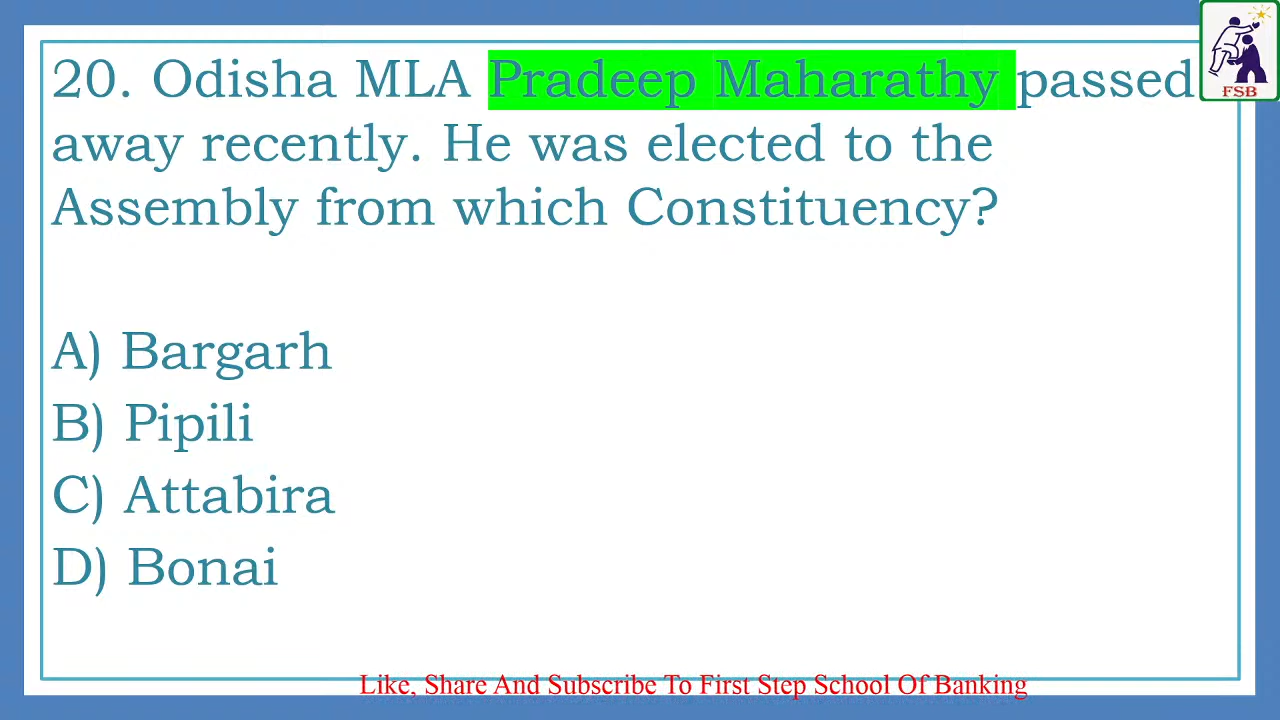 20. Odisha MLA Pradeep Maharathy passed
away recently. He was elected to the
Assembly from which Constituency?
A) Bargarh
B) Pipili
C) Attabira
D) Bonai
Like, Share And Subscribe To First Step School Of Banking
FSB